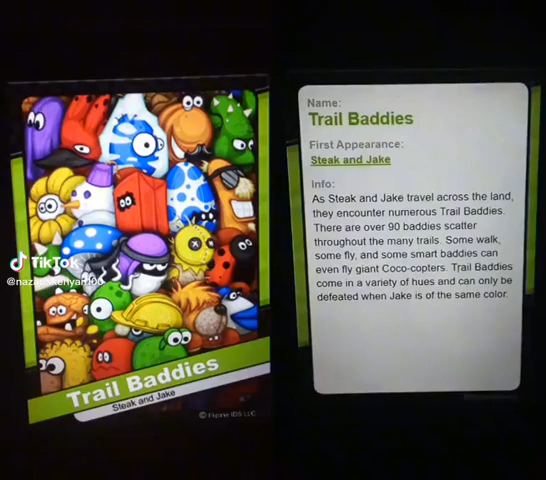 TikTok
Trail Baddies
Steak and Jake
Name:
Trail Baddies
First Appearance:
Steak and Jake
Info:
As Steak and Jake travel across the land,
they encounter numerous Trail Baddies.
There are over 90 baddies scatter
throughout the many trails. Some walk,
some fly, and some smart baddies can
even fly giant Coco-copters. Trail Baddies
come in a variety of hues and can only be
defeated when Jake is of the same color.